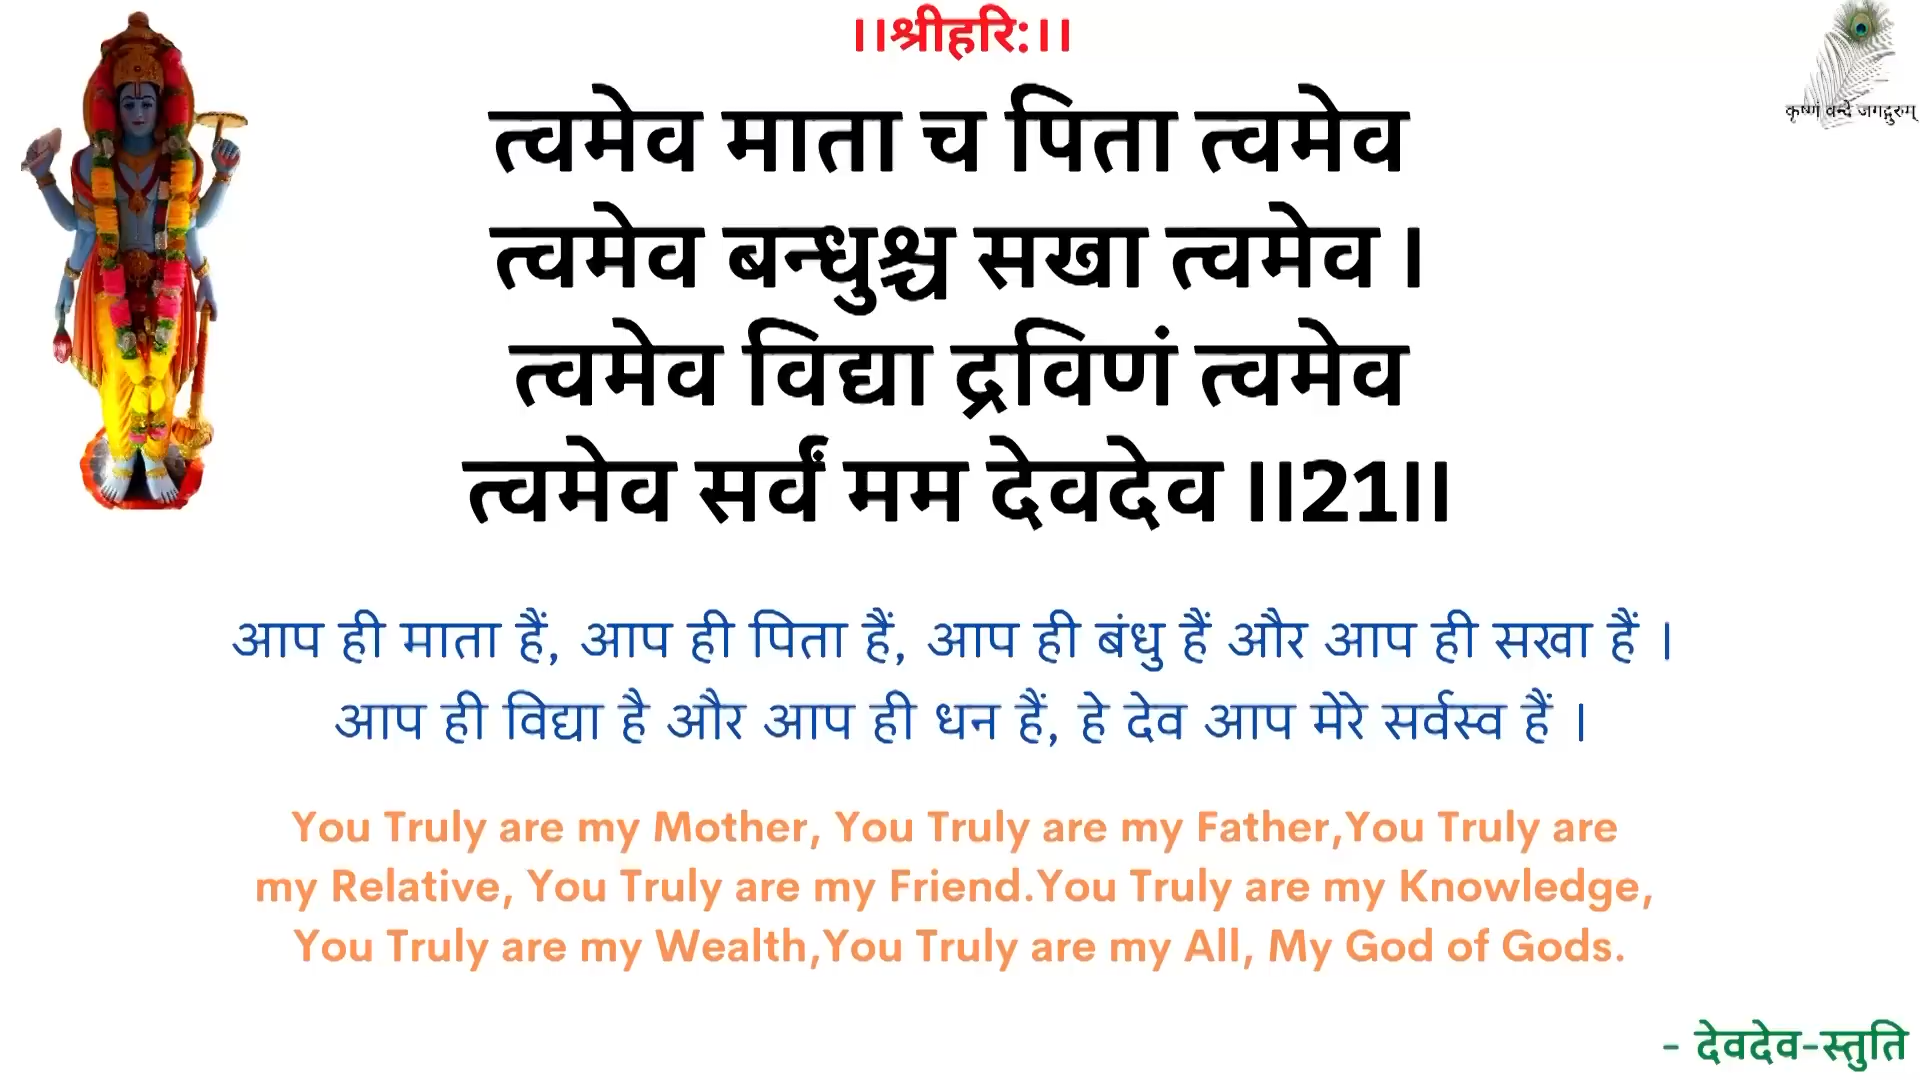 ।।श्रीहरि:।।
कृष्णं वन्दे जगद्गुरुम्
त्वमेव माता च पिता त्वमेव
त्वमेव बन्धुश्च सखा त्वमेव ।
त्वमेव विद्या द्रविणं त्वमेव
त्वमेव सर्वं मम देवदेव ।।21।।
आप ही माता हैं, आप ही पिता हैं, आप ही बंधु हैं और आप ही सखा हैं ।
आप ही विद्या है और आप ही धन हैं, हे देव आप मेरे सर्वस्व हैं ।
You Truly are my Mother, You Truly are my Father,You Truly are
my Relative, You Truly are my Friend.You Truly are my Knowledge,
You Truly are my Wealth,You Truly are my All, My God of Gods.
- देवदेव-स्तुति